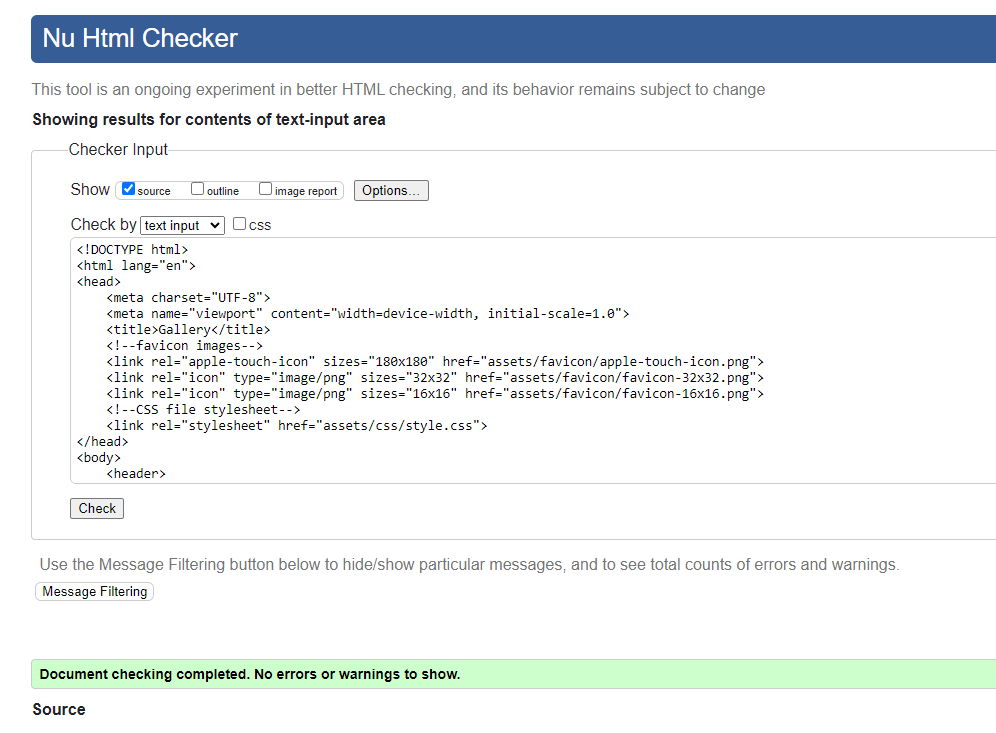 Nu Html Checker
This tool is an ongoing experiment in better HTML checking, and its behavior remains subject to change
Showing results for contents of text-input area
Checker Input
Show source outline image report Options...
Check by text input css
<!DOCTYPE html>
<html lang="en">
<head>
    <meta charset="UTF-8">
    <meta name="viewport" content="width=device-width, initial-scale=1.0">
    <title>Gallery</title>
    <!--favicon images-->
    <link rel="apple-touch-icon" sizes="180x180" href="assets/favicon/apple-touch-icon.png">
    <link rel="icon" type="image/png" sizes="32x32" href="assets/favicon/favicon-32x32.png">
    <link rel="icon" type="image/png" sizes="16x16" href="assets/favicon/favicon-16x16.png">
    <!--CSS file stylesheet-->
    <link rel="stylesheet" href="assets/css/style.css">
</head>
<body>
    <header>
Check
Use the Message Filtering button below to hide/show particular messages, and to see total counts of errors and warnings.
Message Filtering
Document checking completed. No errors or warnings to show.
Source